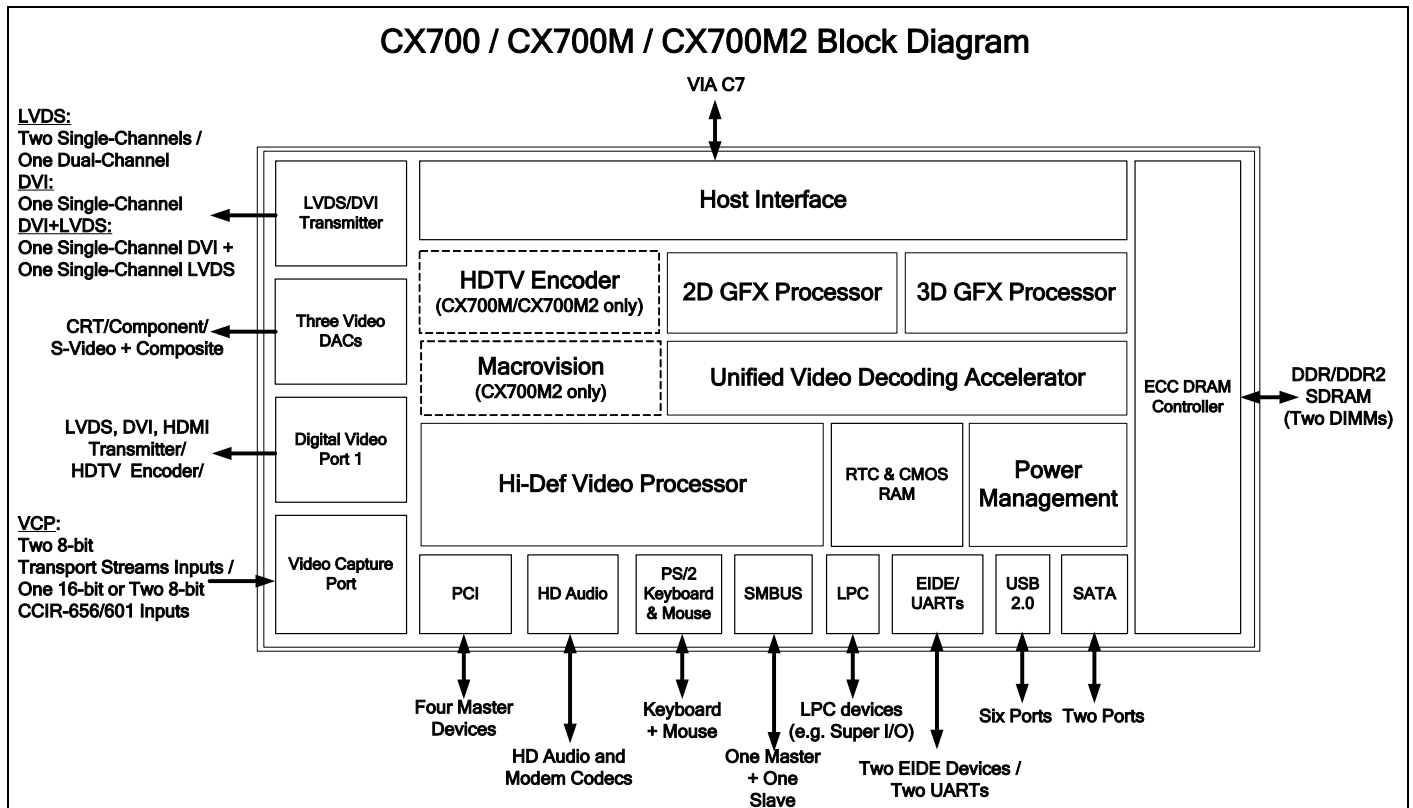 CX700 / CX700M / CX700M2 Block Diagram
VIA C7
LVDS:
Two Single-Channels /
One Dual-Channel
DVI:
One Single-Channel
DVI+LVDS:
One Single-Channel DVI +
One Single-Channel LVDS
CRT/Component/
S-Video + Composite
LVDS, DVI, HDMI
Transmitter/
HDTV Encoder/
VCP:
Two 8-bit
Transport Streams Inputs /
One 16-bit or Two 8-bit
CCIR-656/601 Inputs
LVDS/DVI
Transmitter
Three Video
DACs
Digital Video
Port 1
Video Capture
Port
Host Interface
HDTV Encoder
(CX700M/CX700M2 only)
2D GFX Processor
3D GFX Processor
Macrovision
(CX700M2 only)
Unified Video Decoding Accelerator
Hi-Def Video Processor
RTC & CMOS
RAM
Power
Management
PCI
HD Audio
PS/2
Keyboard
& Mouse
SMBUS
LPC
EIDE/
UARTs
USB
2.0
SATA
ECC DRAM
Controller
DDR/DDR2
SDRAM
(Two DIMMs)
Four Master
Devices
HD Audio and
Modem Codecs
Keyboard
+ Mouse
One Master
+ One
Slave
LPC devices
(e.g. Super I/O)
Two EIDE Devices /
Two UARTs
Six Ports
Two Ports